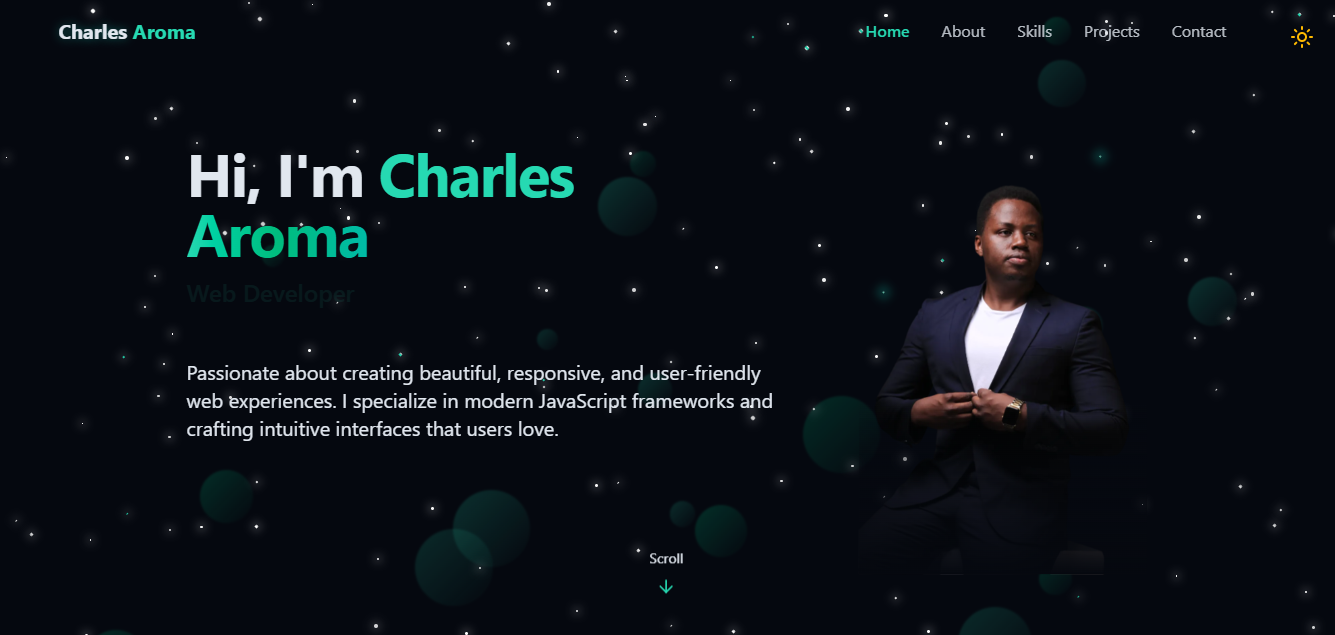 Charles Aroma
Home About Skills Projects Contact
Hi, I'm Charles
Aroma
Web Developer
Passionate about creating beautiful, responsive, and user-friendly
web experiences. I specialize in modern JavaScript frameworks and
crafting intuitive interfaces that users love.
Scroll